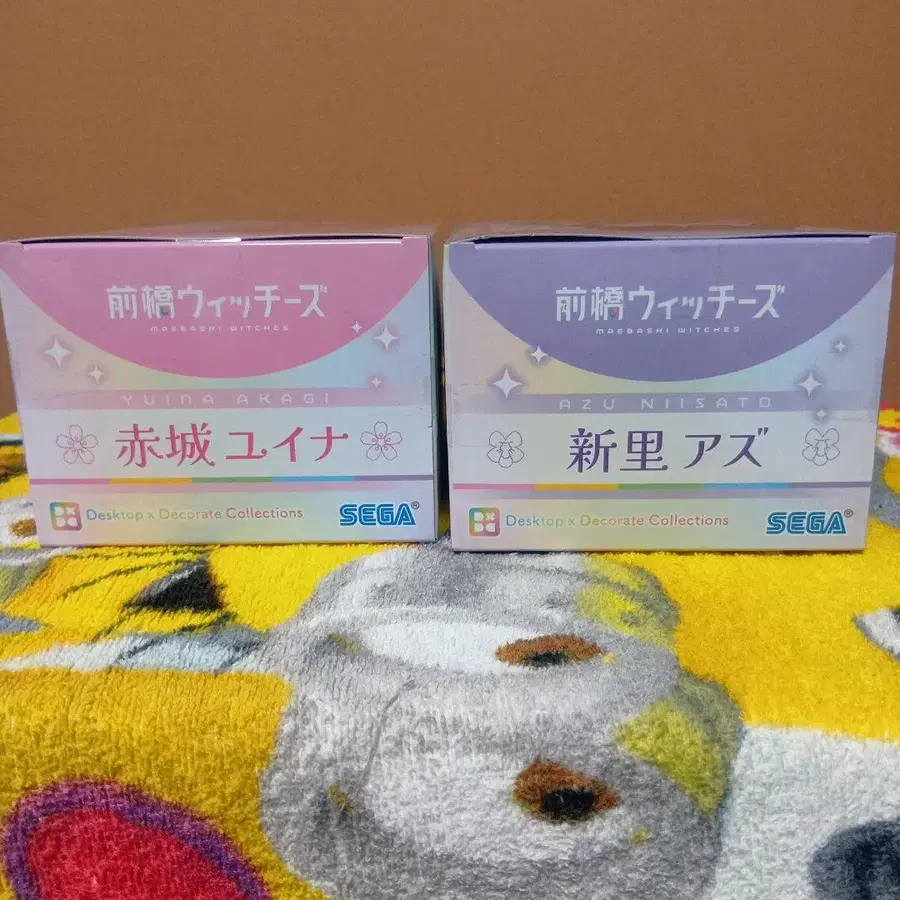 前橋ウィッチーズ
MAEBASHI WITCHES
YUINA AKAGI
赤城 ユイナ
Desktop x Decorate Collections
SEGA®
前橋ウィッチーズ
MAEBASHI WITCHES
AZU NIISATO
新里 アズ
Desktop x Decorate Collections
SEGA®